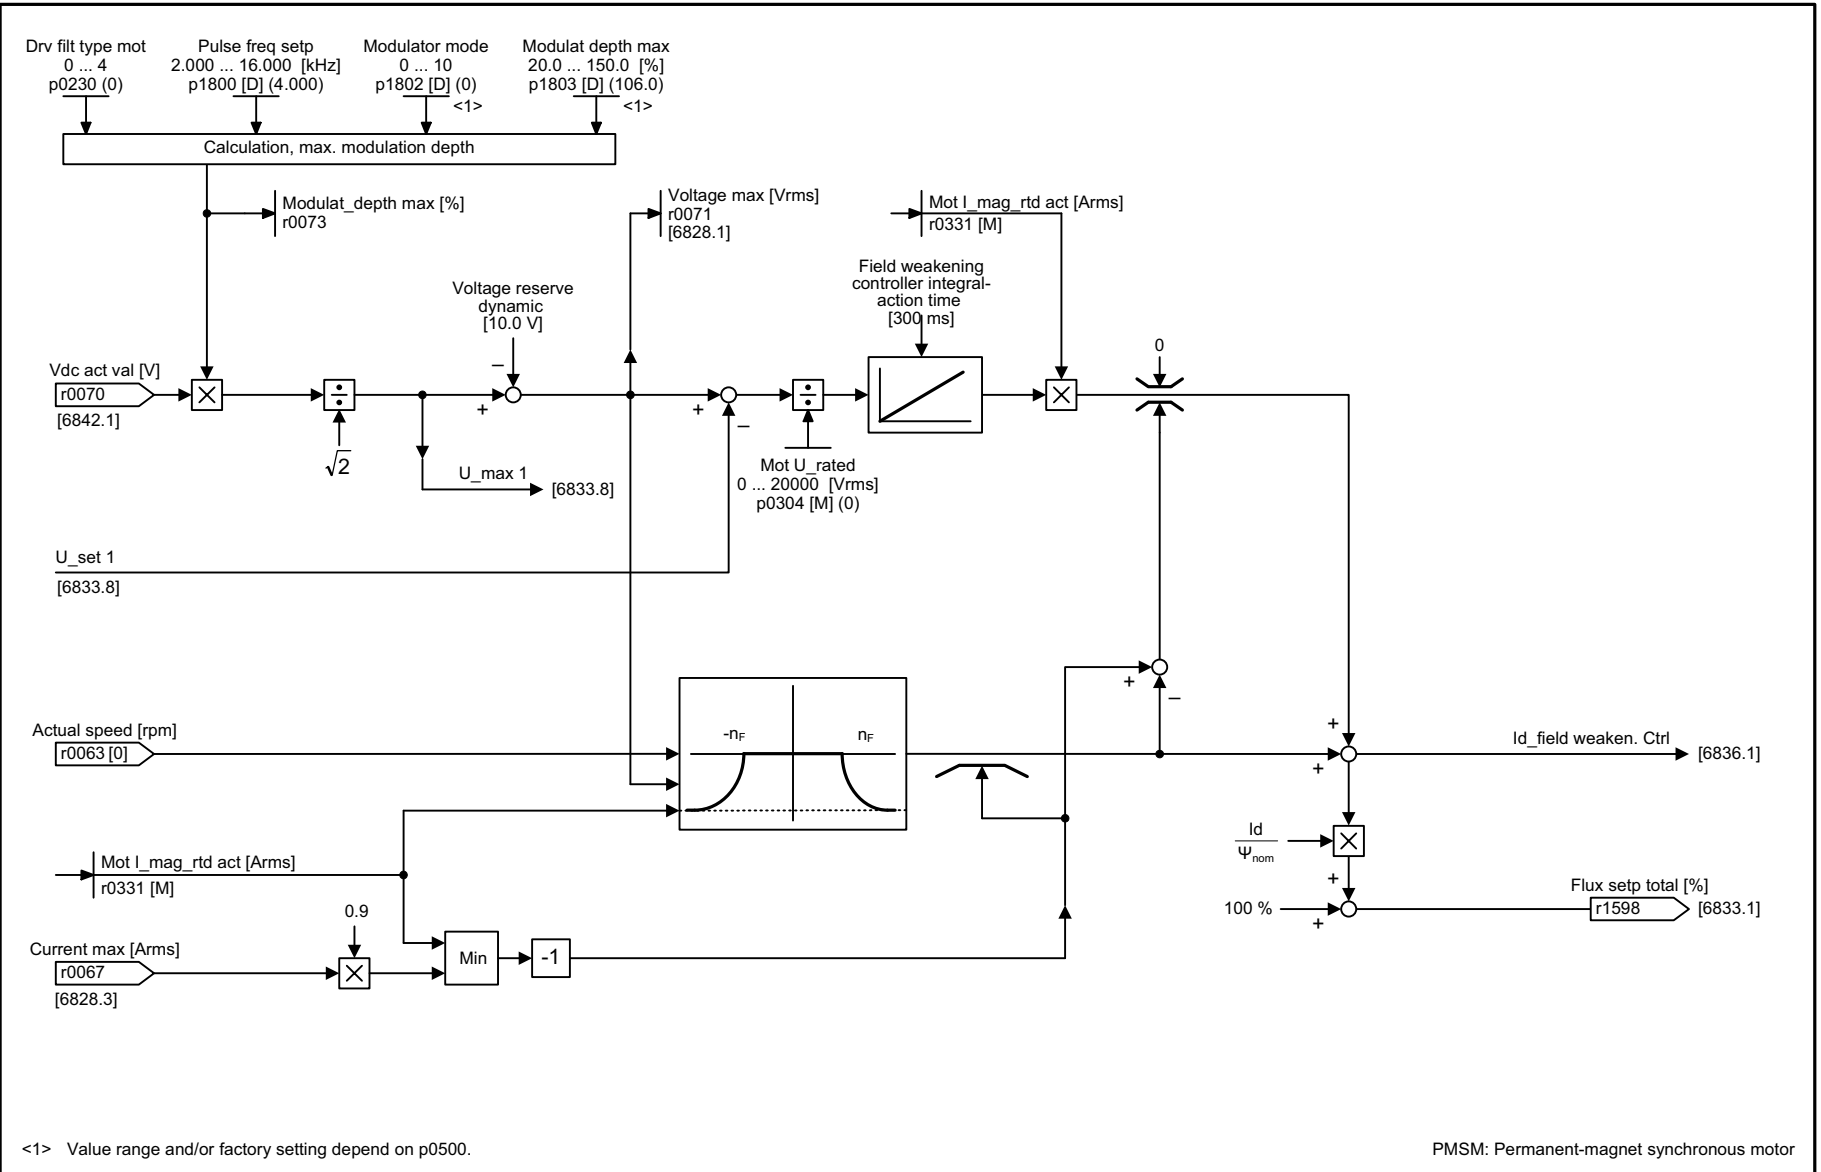 Drv filt type mot
0 ... 4
p0230 (0)
Pulse freq setp
2.000 ... 16.000 [kHz]
p1800 [D] (4.000)
Modulator mode
0 ... 10
p1802 [D] (0)
<1>
Modulat depth max
20.0 ... 150.0 [%]
p1803 [D] (106.0)
<1>
Calculation, max. modulation depth
Modulat_depth max [%]
r0073
Voltage max [Vrms]
r0071
[6828.1]
Mot I_mag_rtd act [Arms]
r0331 [M]
Voltage reserve
dynamic
[10.0 V]
Field weakening
controller integral-
action time
[300 ms]
0
Vdc act val [V]
r0070
[6842.1]
×
÷
√2
–
+
U_max 1
[6833.8]
+
–
÷
Mot U_rated
0 ... 20000 [Vrms]
p0304 [M] (0)
×
U_set 1
[6833.8]
+
–
Actual speed [rpm]
r0063 [0]
-nF
nF
+
+
Id_field weaken. Ctrl
[6836.1]
Id
Ψnom
×
+
Mot I_mag_rtd act [Arms]
r0331 [M]
100 %
+
Flux setp total [%]
r1598
[6833.1]
0.9
Current max [Arms]
r0067
[6828.3]
×
Min
-1
<1> Value range and/or factory setting depend on p0500.
PMSM: Permanent-magnet synchronous motor